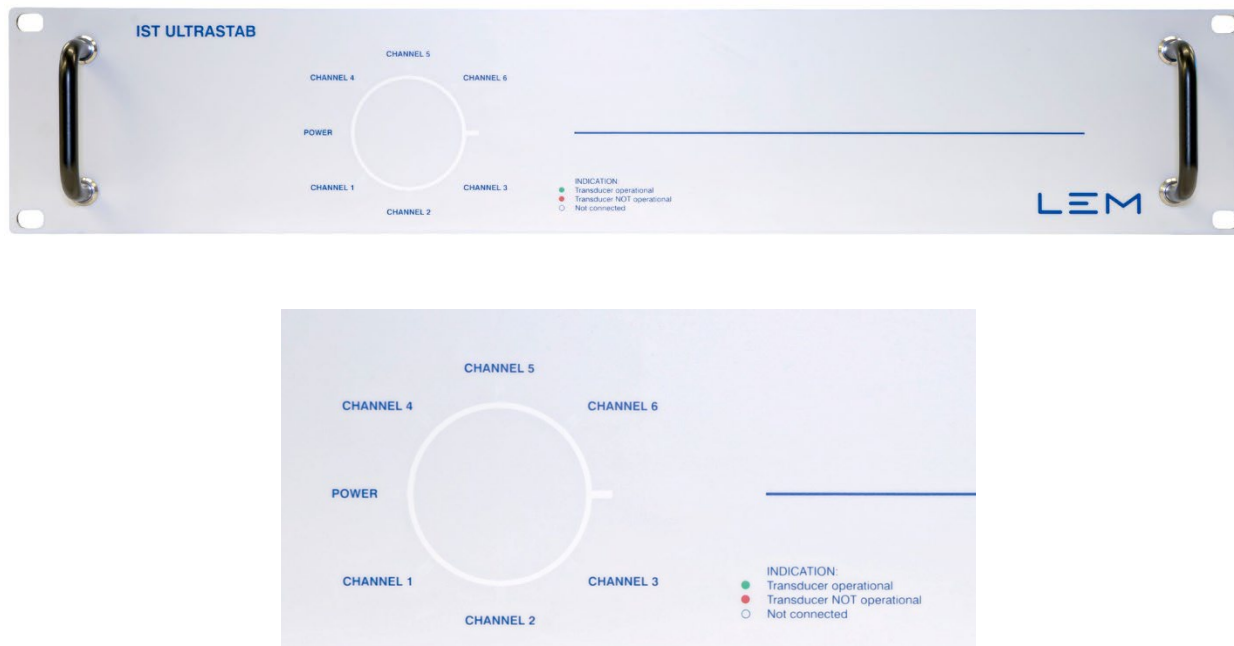 IST ULTRASTAB
CHANNEL 5
CHANNEL 4
CHANNEL 6
POWER
CHANNEL 1
CHANNEL 3
CHANNEL 2
INDICATION:
Transducer operational
Transducer NOT operational
Not connected
LEM
CHANNEL 5
CHANNEL 4
CHANNEL 6
POWER
CHANNEL 1
CHANNEL 3
CHANNEL 2
INDICATION:
Transducer operational
Transducer NOT operational
Not connected